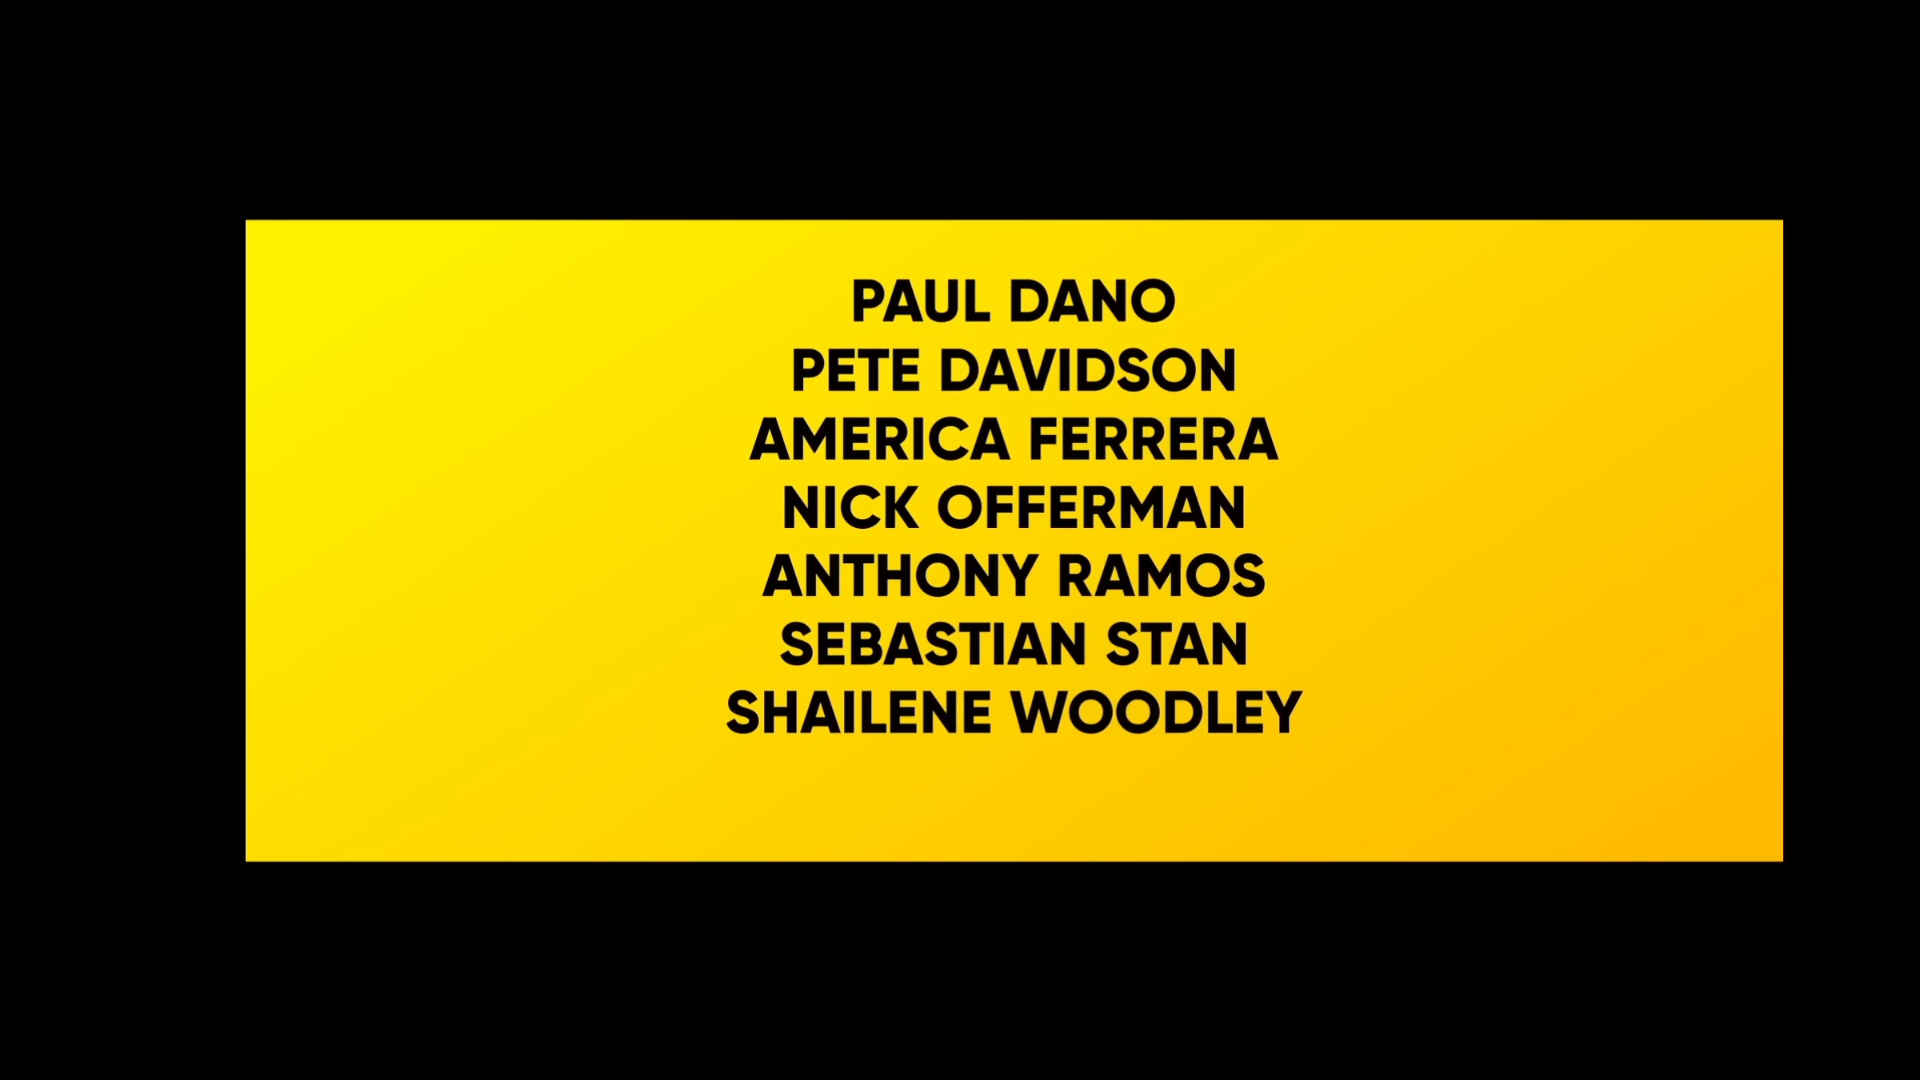 PAUL DANO
PETE DAVIDSON
AMERICA FERRERA
NICK OFFERMAN
ANTHONY RAMOS
SEBASTIAN STAN
SHAILENE WOODLEY